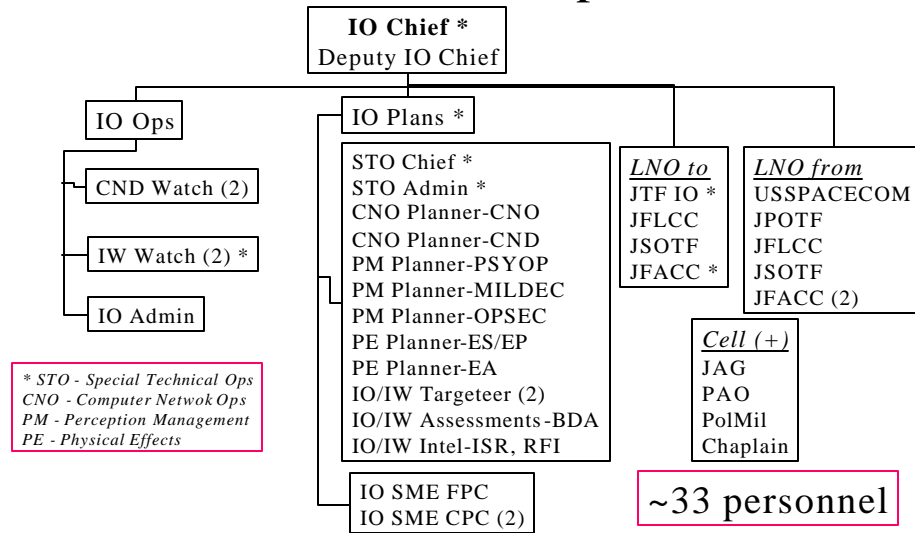 IO Chief *
Deputy IO Chief
IO Ops
CND Watch (2)
IW Watch (2) *
IO Admin
IO Plans *
STO Chief *
STO Admin *
CNO Planner-CNO
CNO Planner-CND
PM Planner-PSYOP
PM Planner-MILDEC
PM Planner-OPSEC
PE Planner-ES/EP
PE Planner-EA
IO/IW Targeteer (2)
IO/IW Assessments-BDA
IO/IW Intel-ISR, RFI
IO SME FPC
IO SME CPC (2)
LNO to
JTF IO *
JFLCC
JSOTF
JFACC *
LNO from
USSPACECOM
JPOTF
JFLCC
JSOTF
JFACC (2)
Cell (+)
JAG
PAO
PolMil
Chaplain
* STO - Special Technical Ops
CNO - Computer Netwok Ops
PM - Perception Management
PE - Physical Effects
~33 personnel